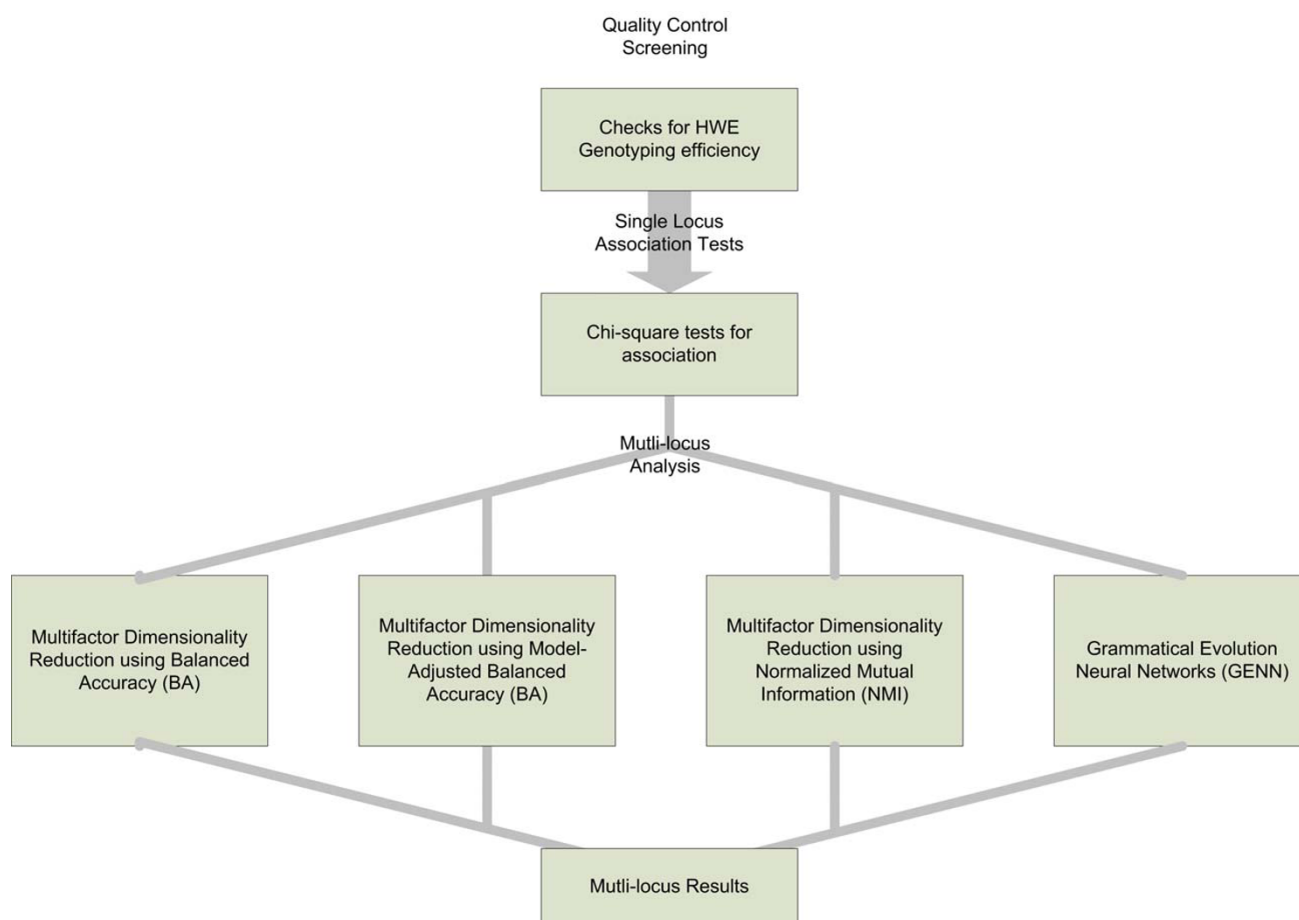 Quality Control
Screening
Checks for HWE
Genotyping efficiency
Single Locus
Association Tests
Chi-square tests for
association
Mutli-locus
Analysis
Multifactor Dimensionality
Reduction using Balanced
Accuracy (BA)
Multifactor Dimensionality
Reduction using Model-
Adjusted Balanced
Accuracy (BA)
Multifactor Dimensionality
Reduction using
Normalized Mutual
Information (NMI)
Grammatical Evolution
Neural Networks (GENN)
Mutli-locus Results